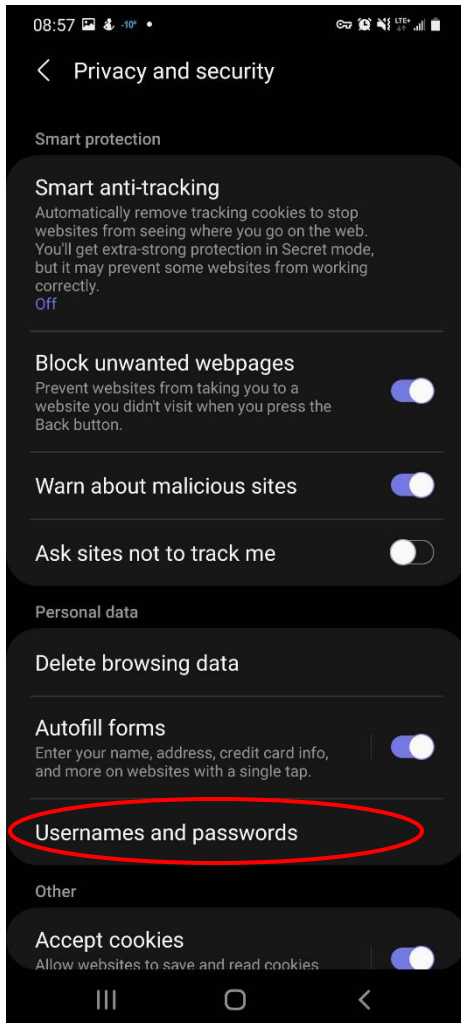 08:57 -10° •
LTE+
Privacy and security
Smart protection
Smart anti-tracking
Automatically remove tracking cookies to stop
websites from seeing where you go on the web.
You'll get extra-strong protection in Secret mode,
but it may prevent some websites from working
correctly.
Off
Block unwanted webpages
Prevent websites from taking you to a
website you didn't visit when you press the
Back button.
Warn about malicious sites
Ask sites not to track me
Personal data
Delete browsing data
Autofill forms
Enter your name, address, credit card info,
and more on websites with a single tap.
Usernames and passwords
Other
Accept cookies
Allow websites to save and read cookies